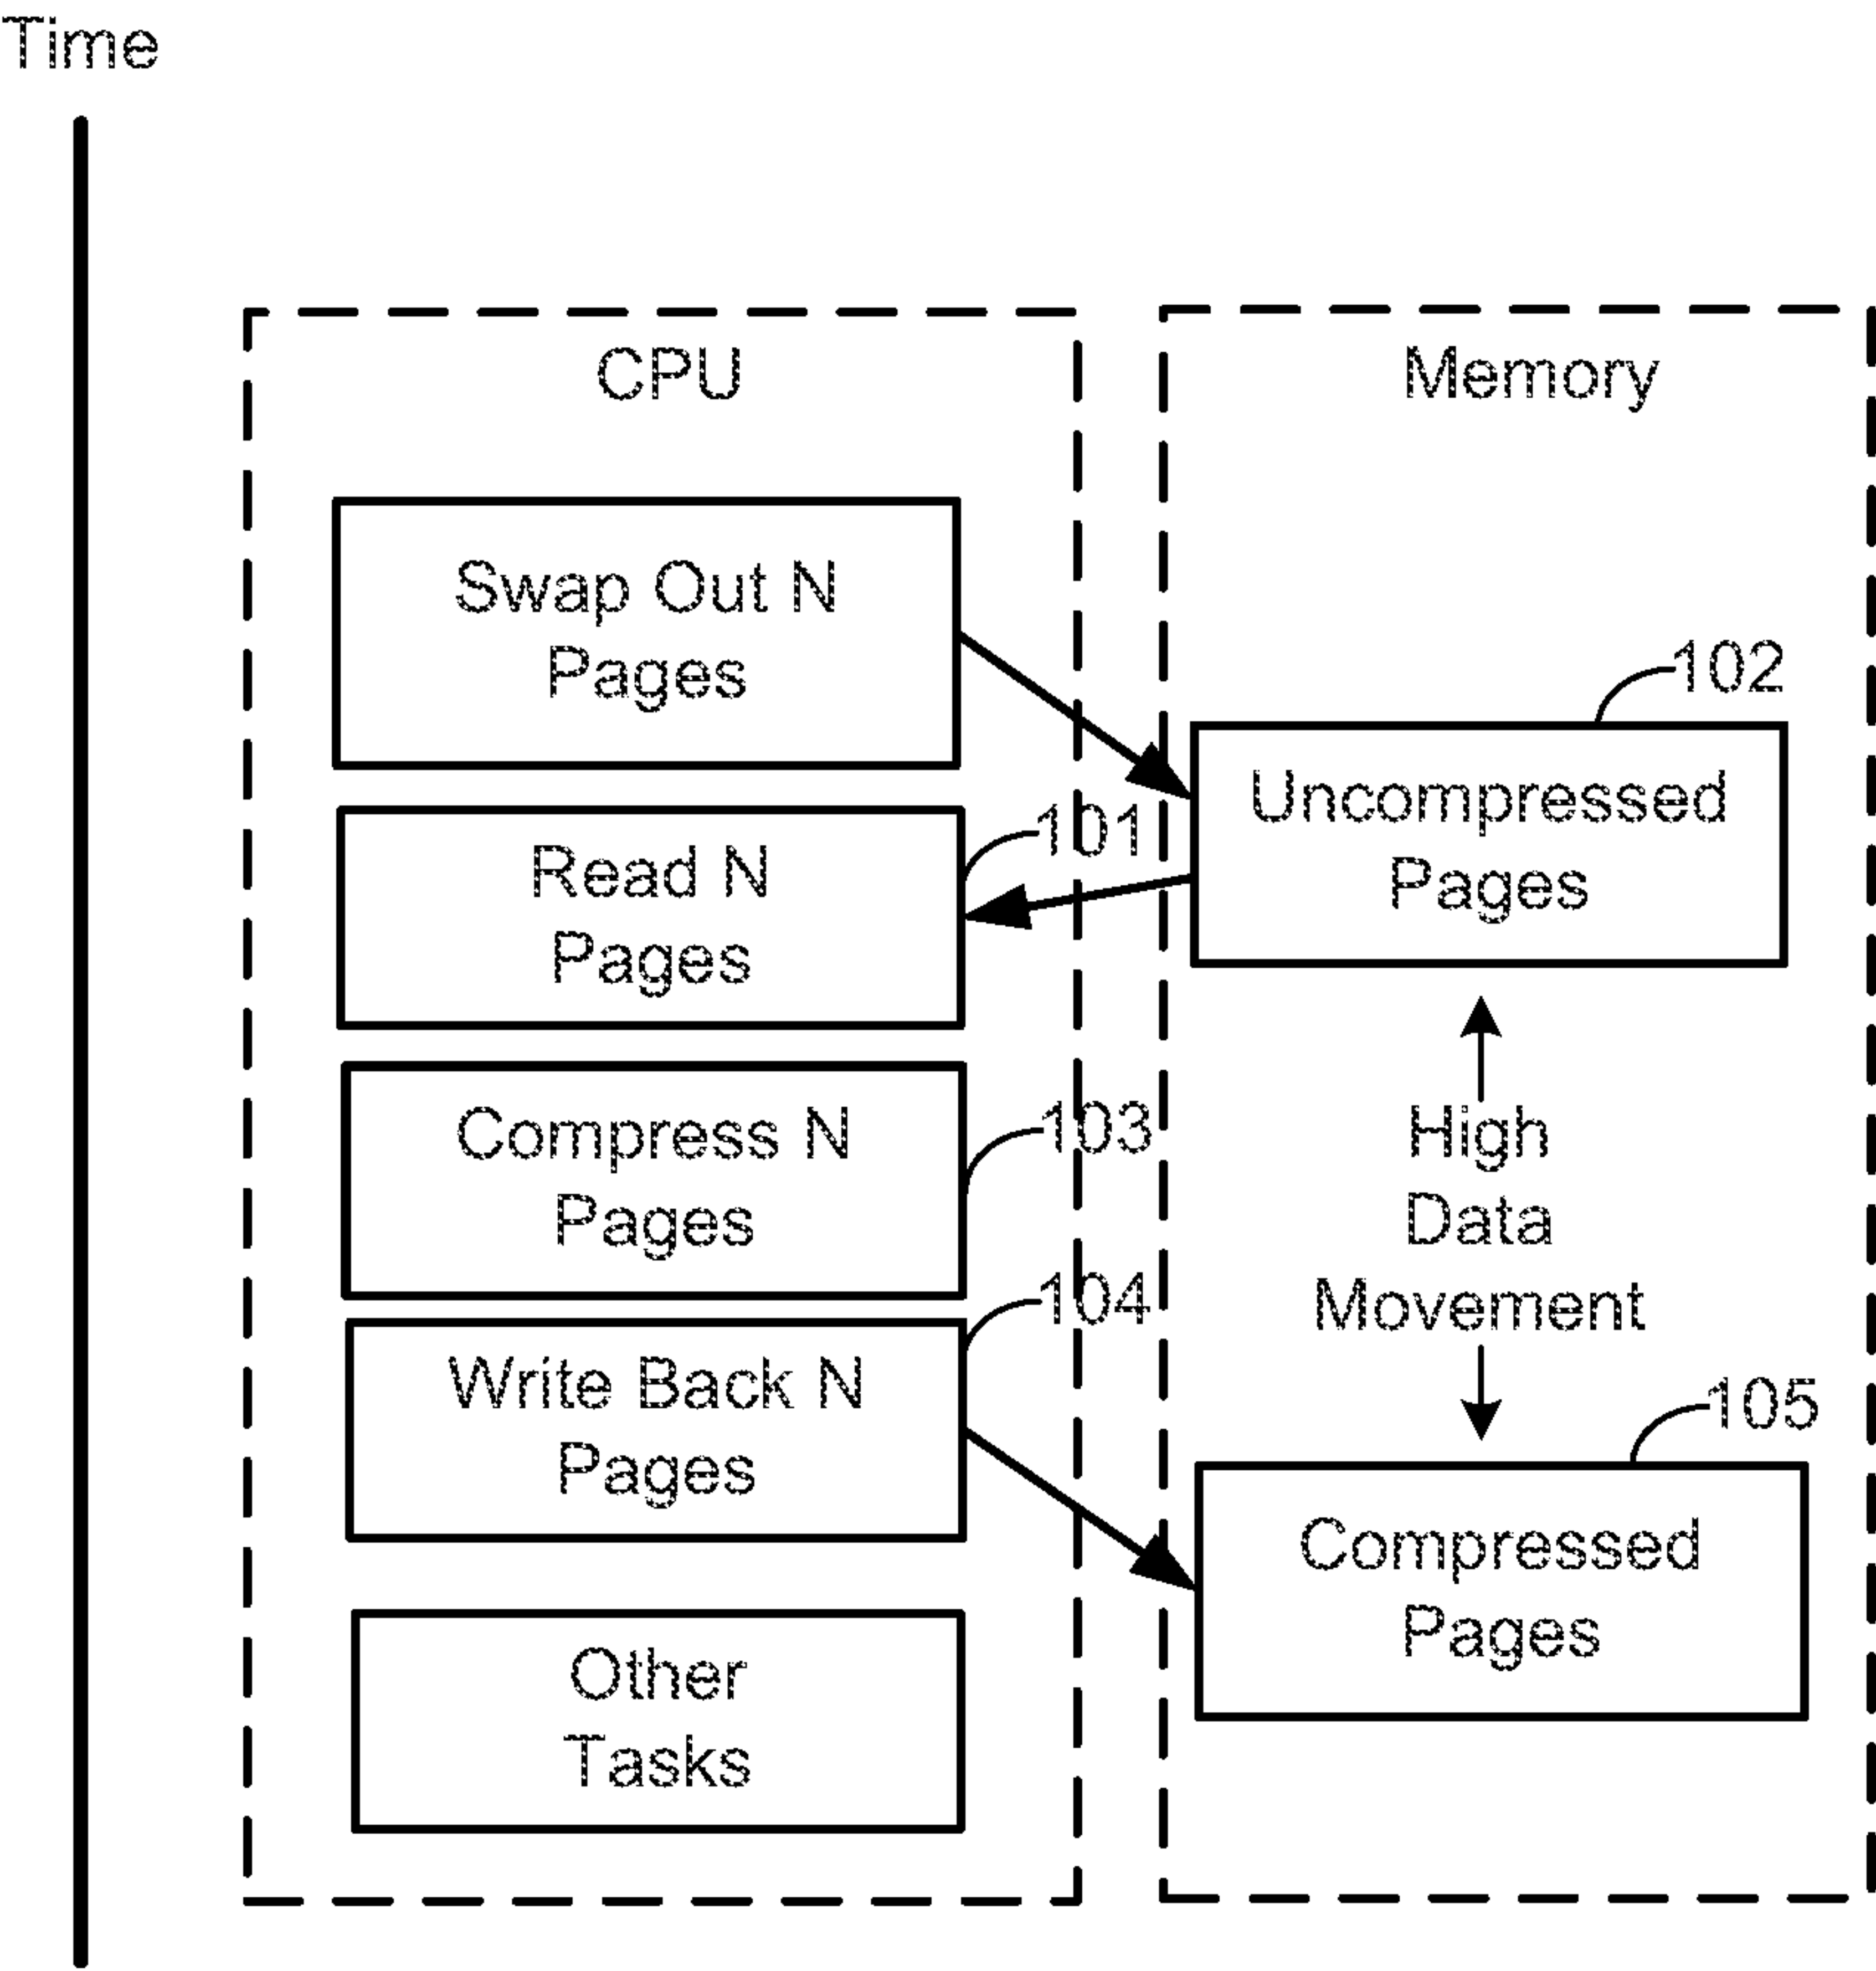 Time
CPU
Memory
Swap Out N
Pages
102
Uncompressed
Pages
101
Read N
Pages
103
Compress N
Pages
High
Data
Movement
104
Write Back N
Pages
105
Compressed
Pages
Other
Tasks